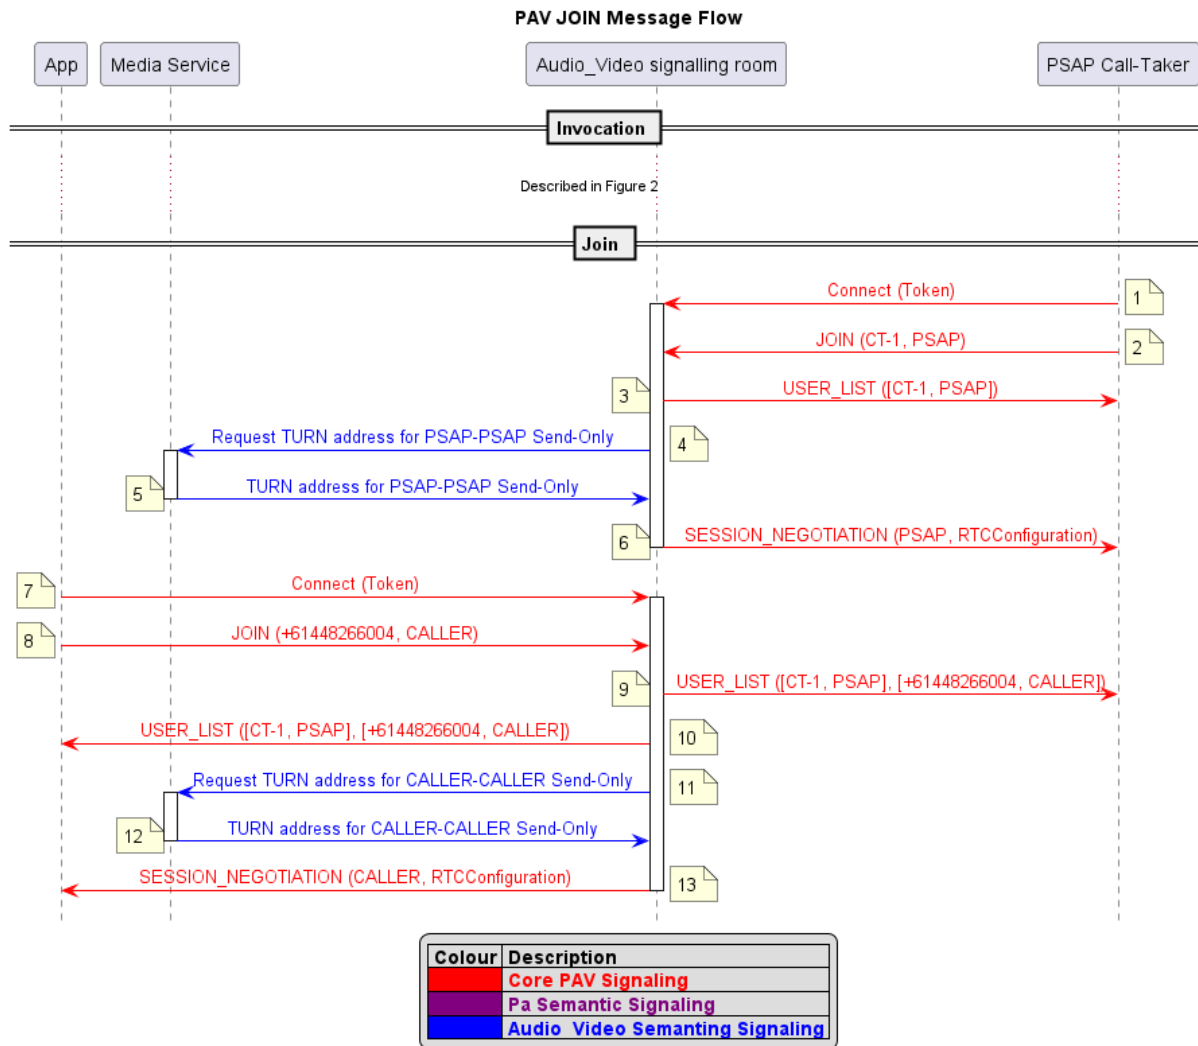 PAV JOIN Message Flow
App
Media Service
Audio_Video signalling room
PSAP Call-Taker
Invocation
Described in Figure 2
Join
Connect (Token)
1
JOIN (CT-1, PSAP)
2
3
USER_LIST ([CT-1, PSAP])
Request TURN address for PSAP-PSAP Send-Only
4
5
TURN address for PSAP-PSAP Send-Only
6
SESSION_NEGOTIATION (PSAP, RTCConfiguration)
7
Connect (Token)
8
JOIN (+61448266004, CALLER)
9
USER_LIST ([CT-1, PSAP], [+61448266004, CALLER])
USER_LIST ([CT-1, PSAP], [+61448266004, CALLER])
10
Request TURN address for CALLER-CALLER Send-Only
11
12
TURN address for CALLER-CALLER Send-Only
SESSION_NEGOTIATION (CALLER, RTCConfiguration)
13
Colour Description
Core PAV Signaling
Pa Semantic Signaling
Audio Video Semanting Signaling